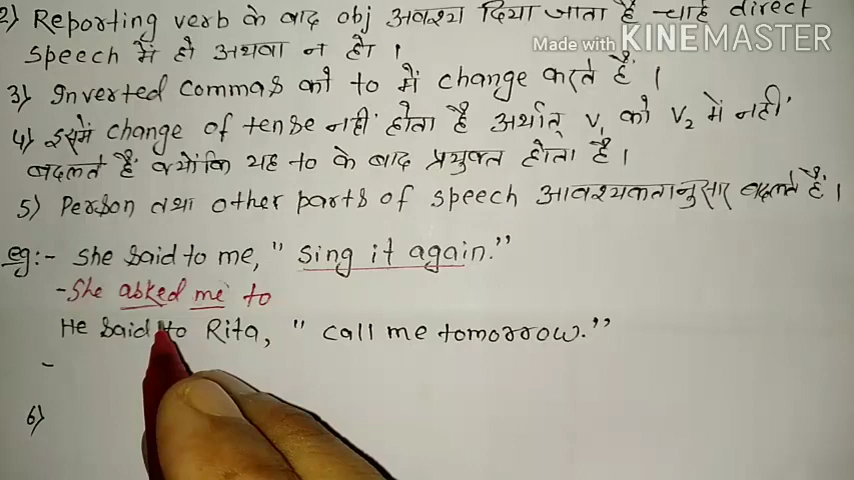 2) Reporting verb के बाद obj अवश्य दिया जाता है चाहे direct
speech में हो अथवा न हो ।
Made with KINEMASTER
3) Inverted commas को to में change करते हैं ।
4) इसमें change of tense नहीं होता है अर्थात् V1 को V2 में नहीं
बदलते हैं क्योंकि यह to के बाद प्रयुक्त होता है ।
5) Person तथा other parts of speech आवश्यकतानुसार बदलते हैं ।
eg:- She said to me, " Sing it again."
- She asked me to
He said to Rita, " call me tomorrow."
-
6)